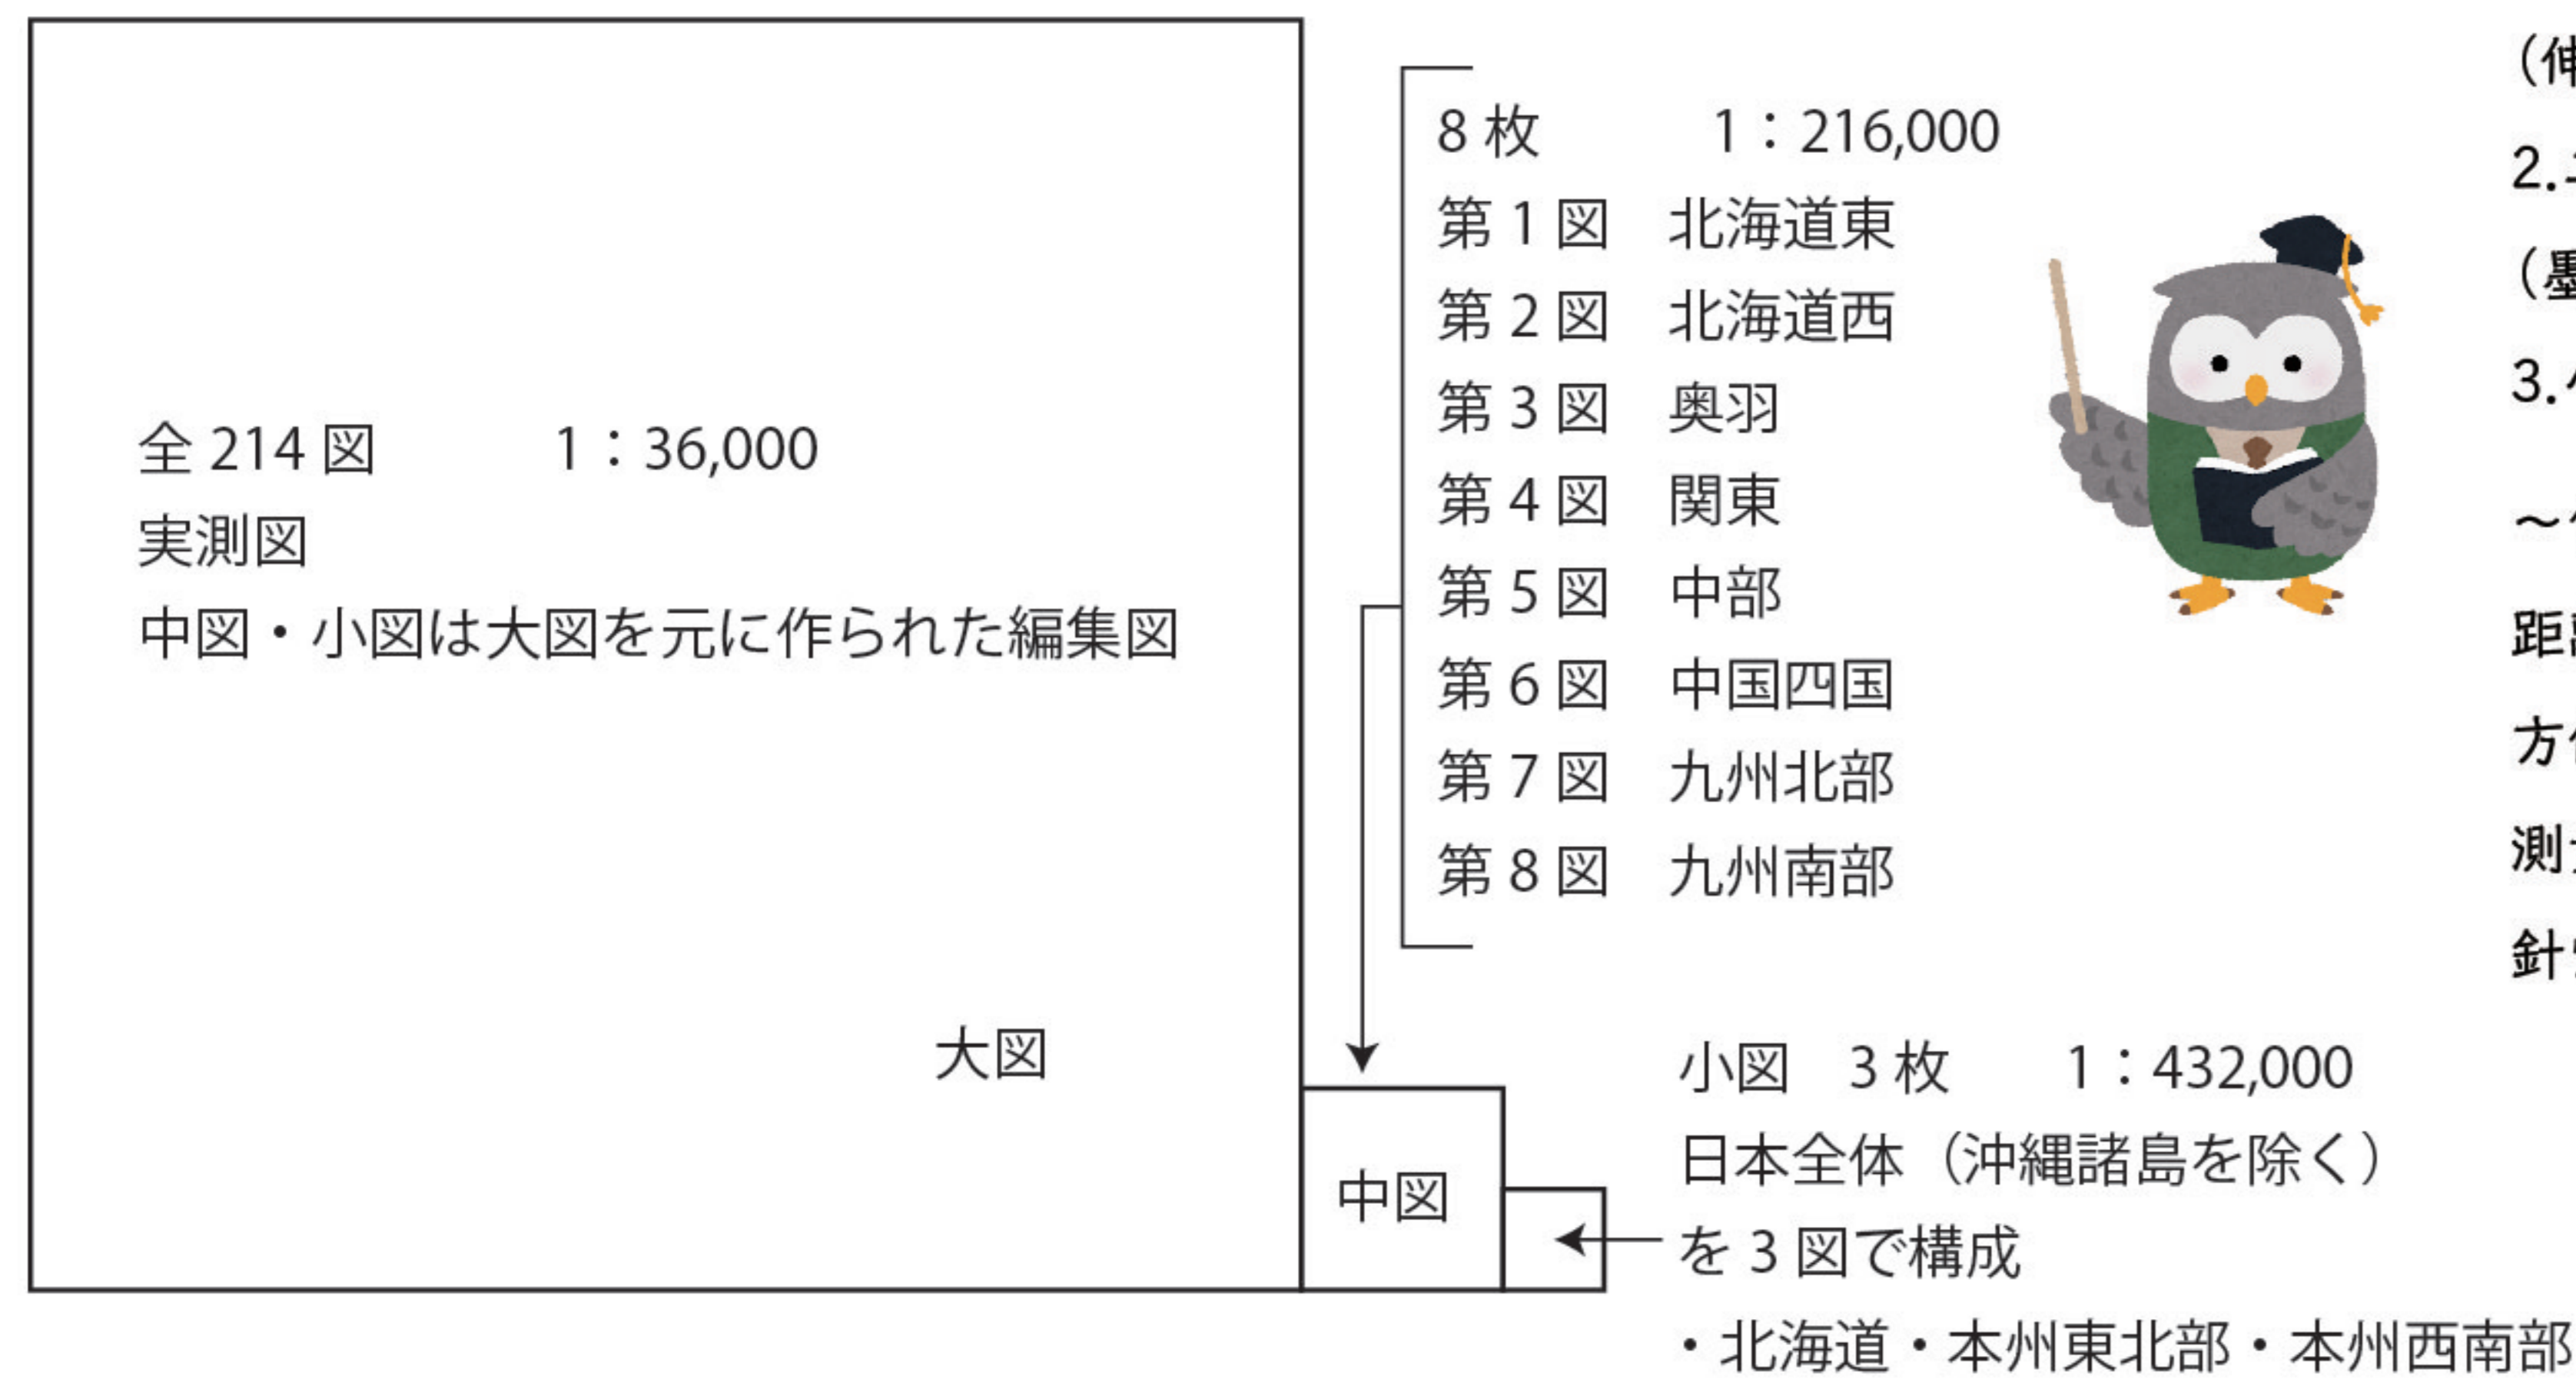 全 214 図　1：36,000
実測図
中図・小図は大図を元に作られた編集図
大図
8 枚　1：216,000
第 1 図　北海道東
第 2 図　北海道西
第 3 図　奥羽
第 4 図　関東
第 5 図　中部
第 6 図　中国四国
第 7 図　九州北部
第 8 図　九州南部
中図
小図　3 枚　1：432,000
日本全体（沖縄諸島を除く）
を 3 図で構成
・北海道・本州東北部・本州西南部
2.
3.
～
距
方
測
針